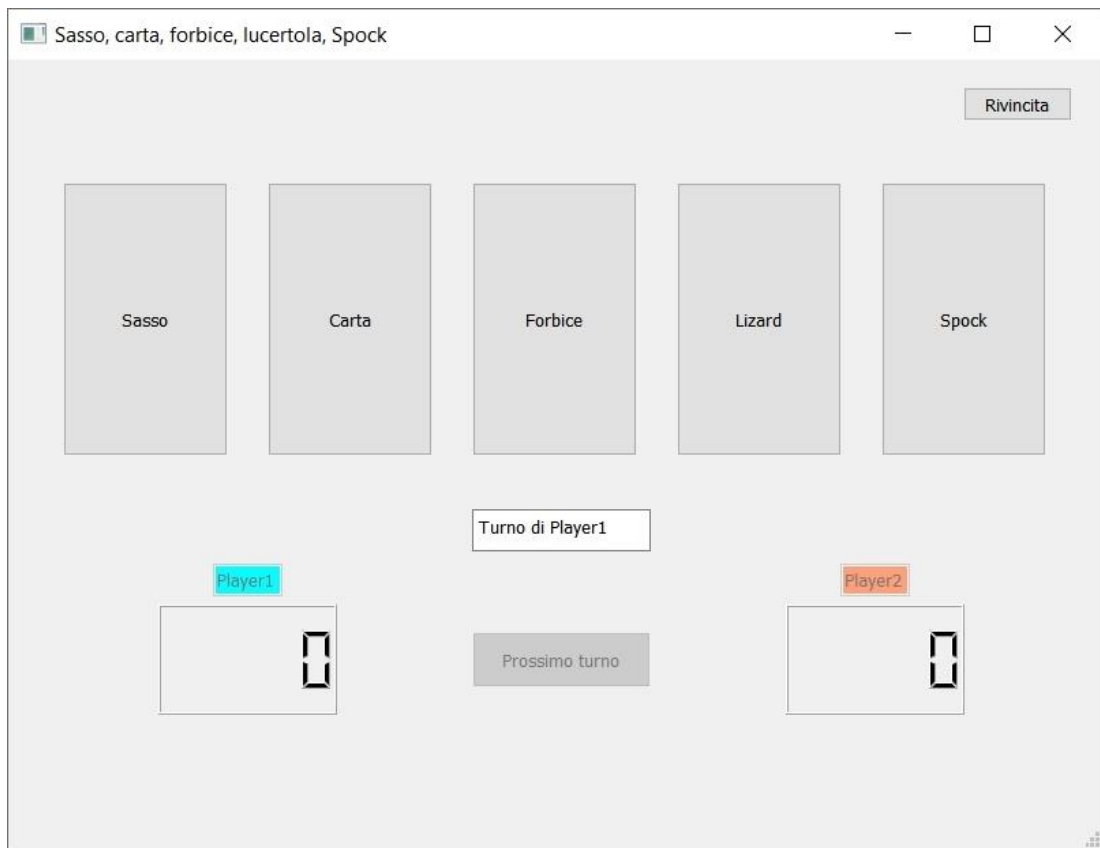 Sasso, carta, forbice, lucertola, Spock
Rivincita
Sasso
Carta
Forbice
Lizard
Spock
Turno di Player1
Player1
Player2
0
Prossimo turno
0